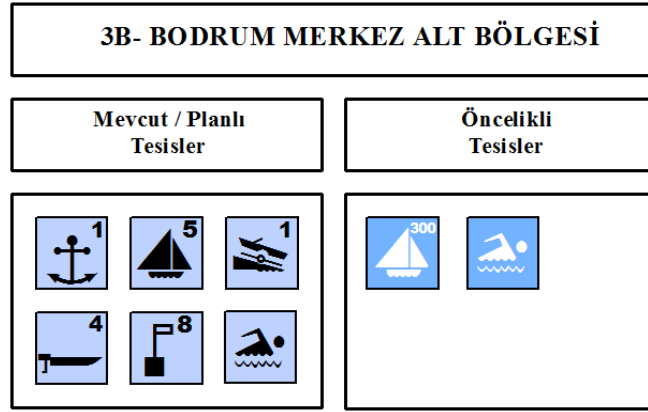 3B- BODRUM MERKEZ ALT BÖLGESİ
Mevcut / Planlı
Tesisler
Öncelikli
Tesisler
1
5
1
300
4
8